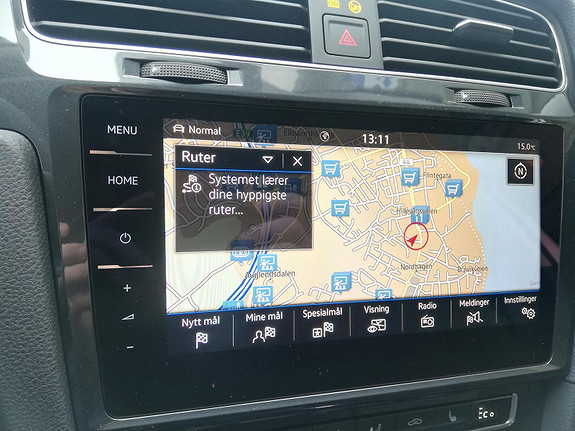 MENU
HOME
Normal
13:11
15.0°C
Ruter
Systemet lærer
dine hyppigste
ruter...
N
Flintegata
Nordhagen
Nytt mål
Mine mål
Spesialmål
Visning
Radio
Meldinger
Innstillinger
Eco